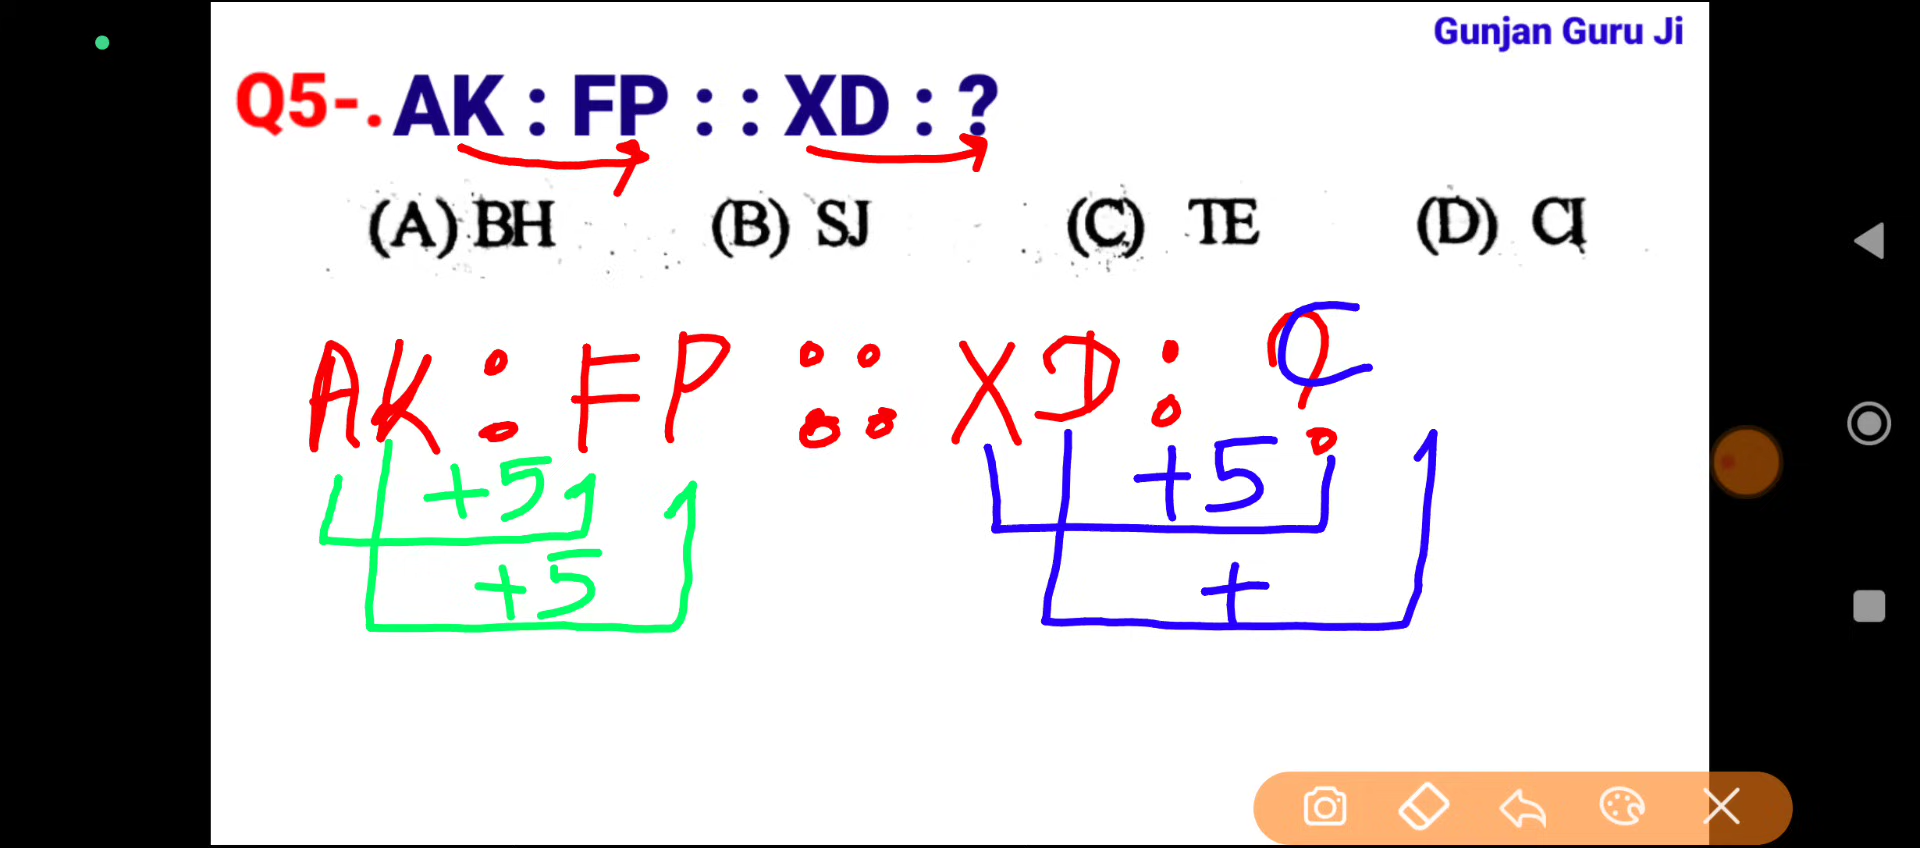 Gunjan Guru Ji
Q5-. AK : FP : : XD : ?
(A) BH (B) SJ (C) TE (D) CI
AK : FP :: XD : ? C
+5 +5
+5 +